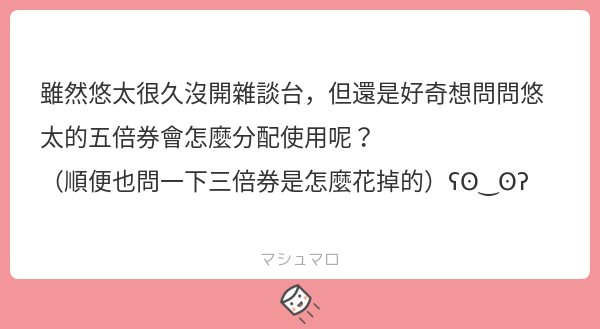 雖然悠太很久沒開雜談台，但還是好奇想問問悠
太的五倍券會怎麼分配使用呢？
（順便也問一下三倍券是怎麼花掉的）ʕʘ‿ʘʔ
マシュマロ